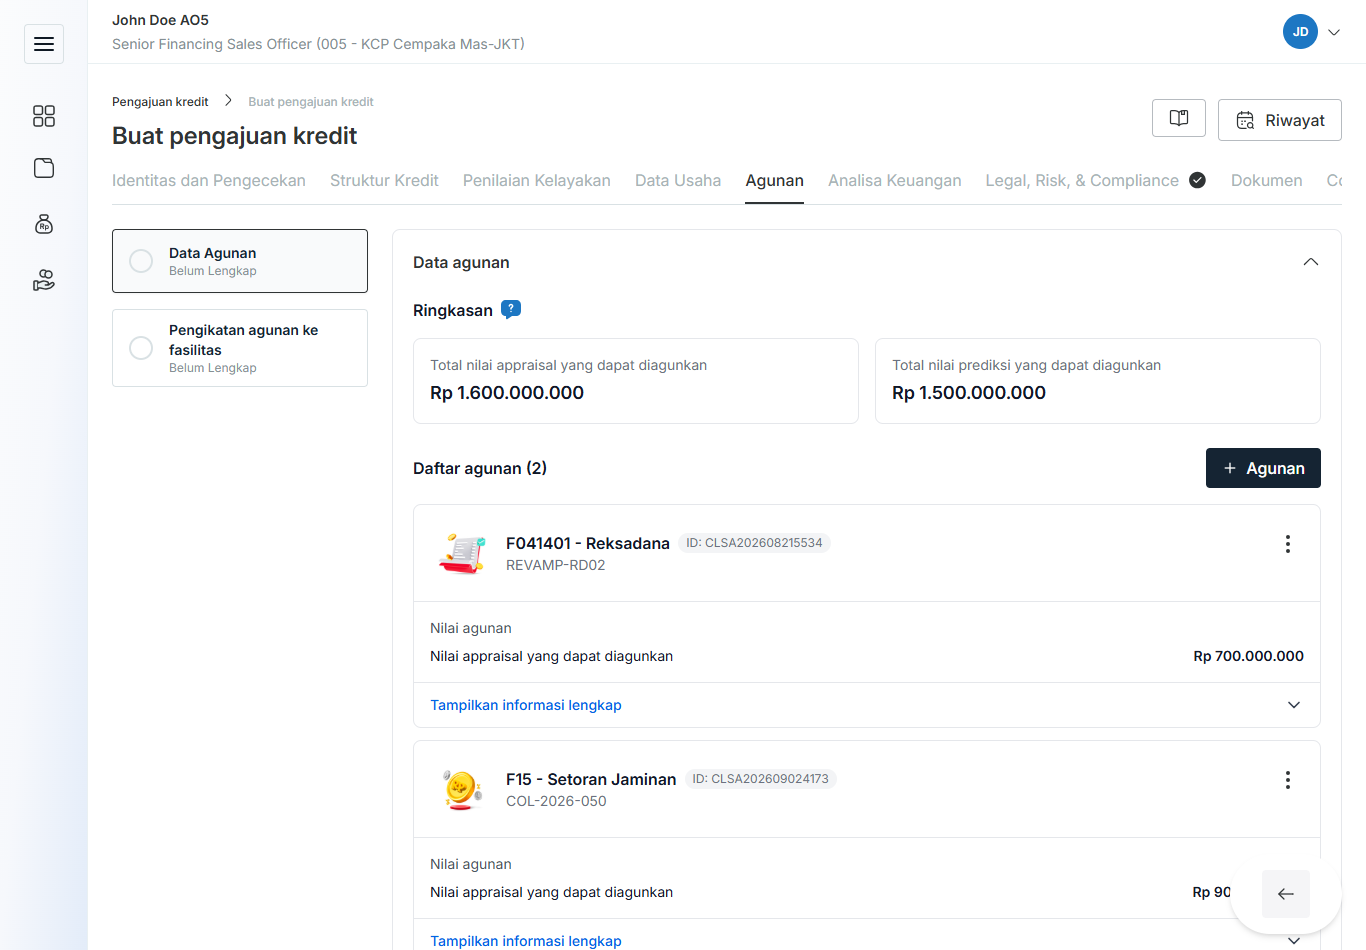 John Doe AO5
Senior Financing Sales Officer (005 - KCP Cempaka Mas-JKT)
JD
Pengajuan kredit
Buat pengajuan kredit
Buat pengajuan kredit
Riwayat
Identitas dan Pengecekan
Struktur Kredit
Penilaian Kelayakan
Data Usaha
Agunan
Analisa Keuangan
Legal, Risk, & Compliance
Dokumen
Data Agunan
Belum Lengkap
Pengikatan agunan ke
fasilitas
Belum Lengkap
Data agunan
Ringkasan
?
Total nilai appraisal yang dapat diagunkan
Rp 1.600.000.000
Total nilai prediksi yang dapat diagunkan
Rp 1.500.000.000
Daftar agunan (2)
+ Agunan
F041401 - Reksadana
ID: CLSA202608215534
REVAMP-RD02
Nilai agunan
Nilai appraisal yang dapat diagunkan
Rp 700.000.000
Tampilkan informasi lengkap
F15 - Setoran Jaminan
ID: CLSA202609024173
COL-2026-050
Nilai agunan
Nilai appraisal yang dapat diagunkan
Rp 90
Tampilkan informasi lengkap